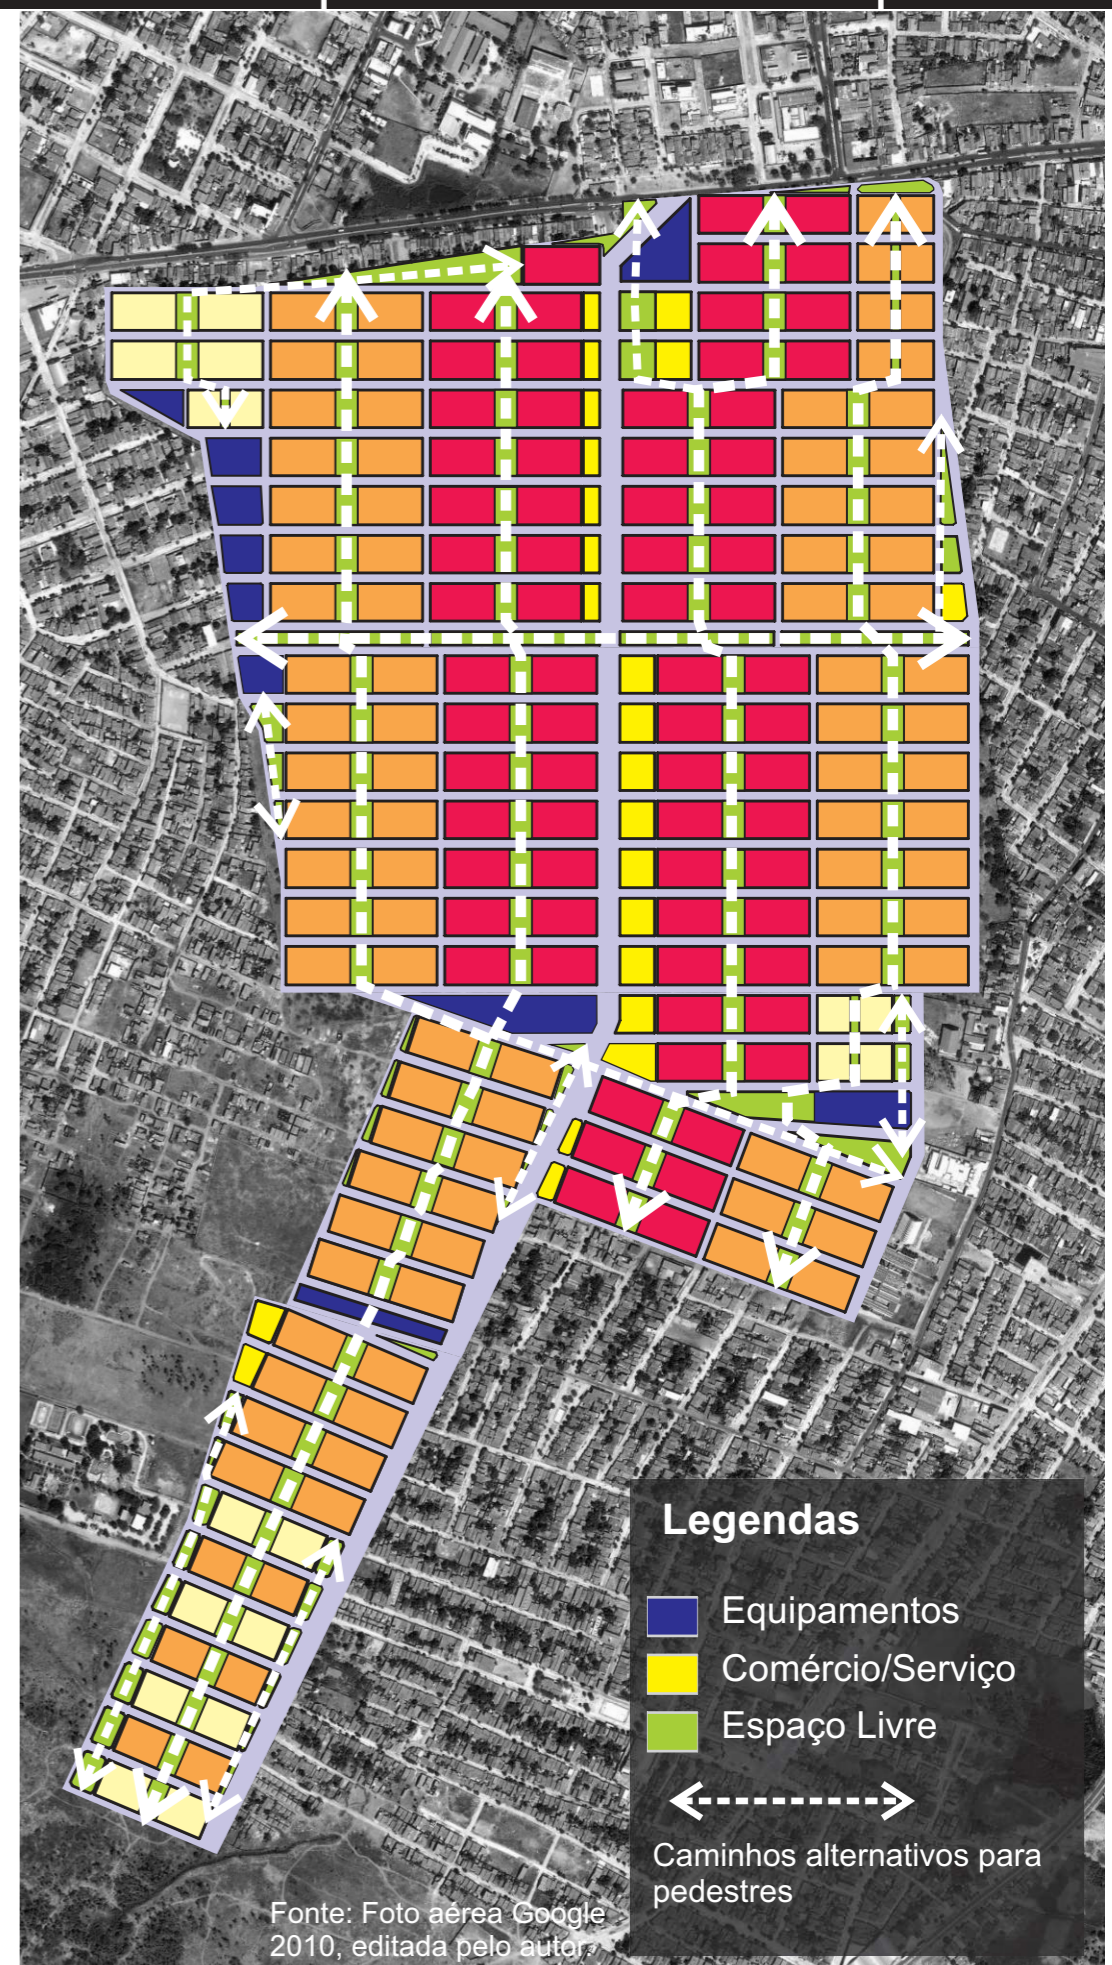 Legendas
Equipamentos
Comércio/Serviço
Espaço Livre
Caminhos alternativos para
pedestres
Fonte: Foto aérea Google
2010, editada pelo autor.